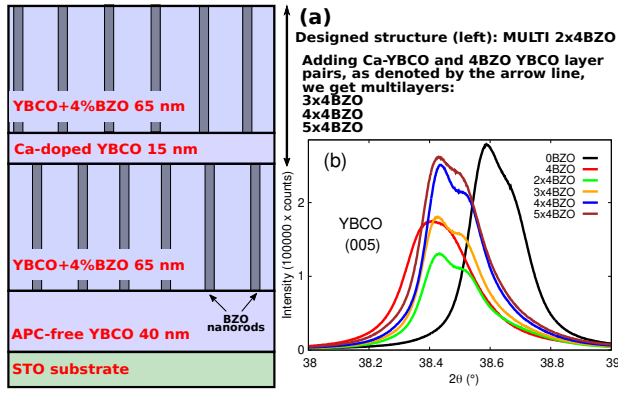 (a)
Designed structure (left): MULTI 2x4BZO
Adding Ca-YBCO and 4BZO YBCO layer
pairs, as denoted by the arrow line,
we get multilayers:
3x4BZO
4x4BZO
5x4BZO
YBCO+4%BZO 65 nm
Ca-doped YBCO 15 nm
YBCO+4%BZO 65 nm
BZO
nanorods
APC-free YBCO 40 nm
STO substrate
(b)
YBCO
(005)
0BZO
4BZO
2x4BZO
3x4BZO
4x4BZO
5x4BZO
Intensity (100000 x counts)
2
1
0
38
38.2
38.4
38.6
38.8
39
2θ (°)